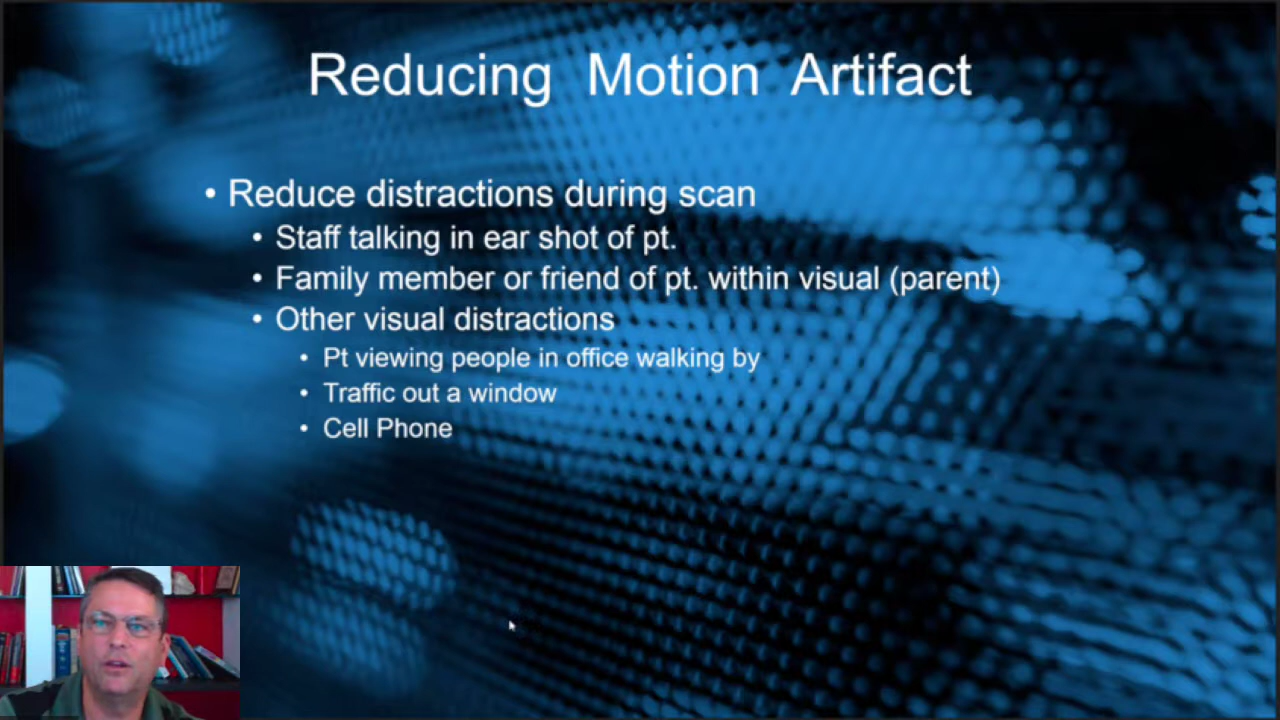 Reducing Motion Artifact
• Reduce distractions during scan
• Staff talking in ear shot of pt.
• Family member or friend of pt. within visual (parent)
• Other visual distractions
• Pt viewing people in office walking by
• Traffic out a window
• Cell Phone